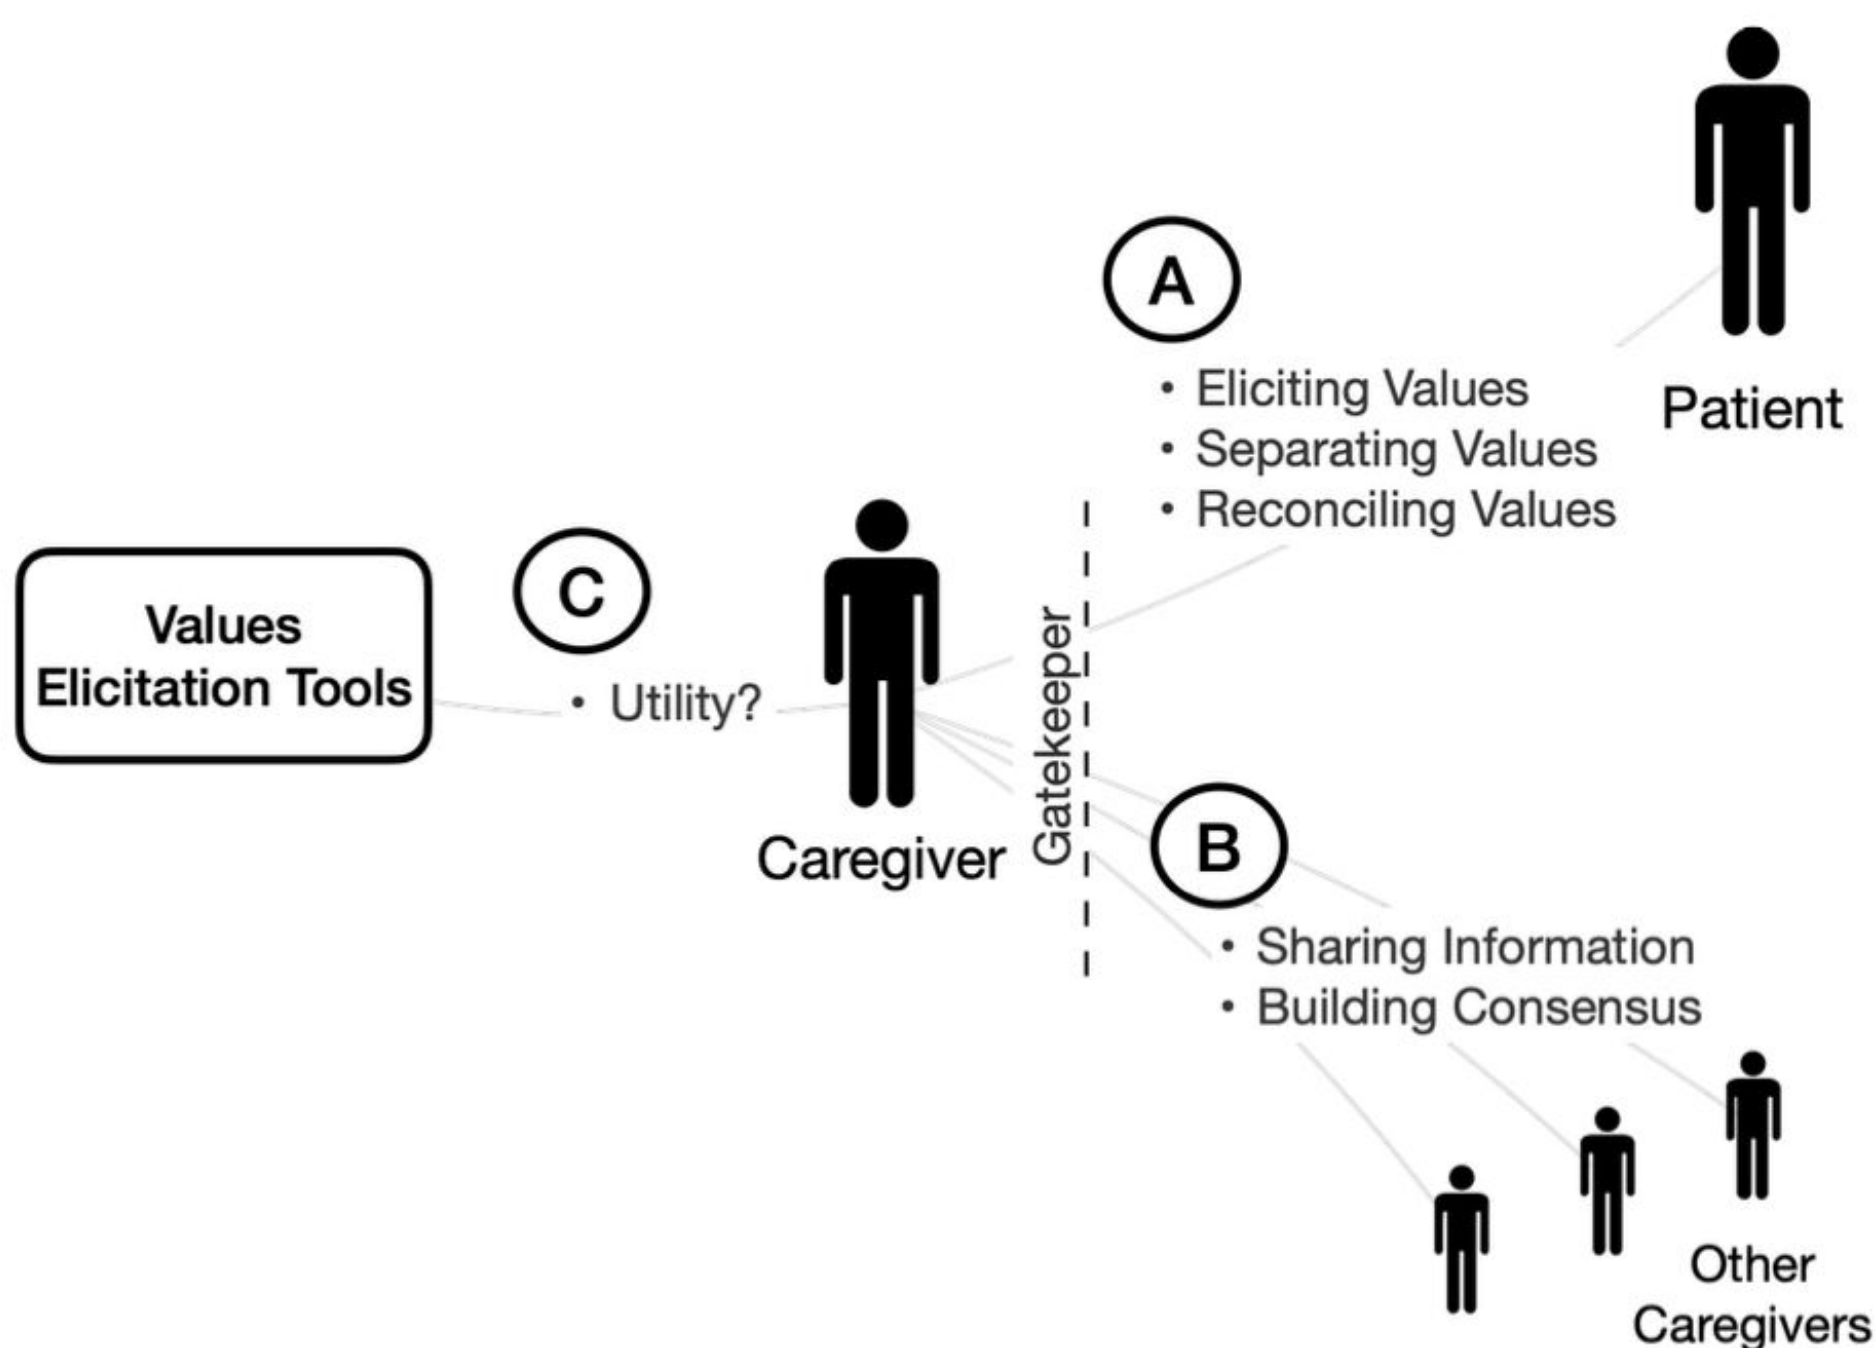 A
• Eliciting Values
• Separating Values
• Reconciling Values
Patient
Values
Elicitation Tools
C
• Utility?
Caregiver
Gatekeeper
B
• Sharing Information
• Building Consensus
Other
Caregivers